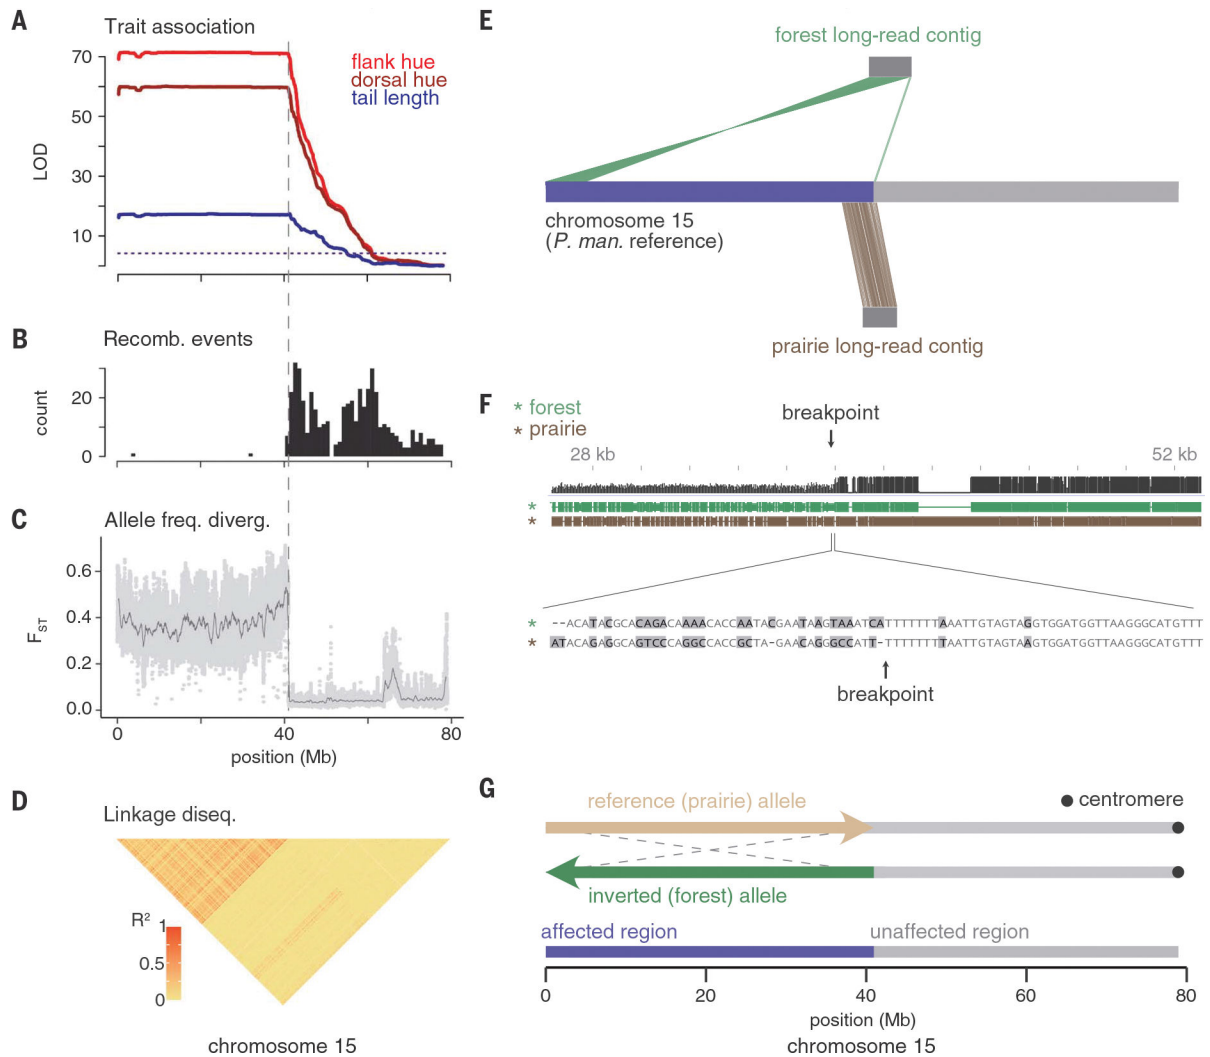 A
Trait association
70
50
30
10
LOD
flank hue
dorsal hue
tail length
B
Recomb. events
20
0
count
C
Allele freq. diverg.
0.6
0.4
0.2
0.0
FST
0
40
80
position (Mb)
D
Linkage diseq.
R²
1
0.5
0
chromosome 15
E
forest long-read contig
chromosome 15
(P. man. reference)
prairie long-read contig
F
* forest
* prairie
breakpoint
28 kb
52 kb
*
*
* --ACATACGCACAGACAAACACCAATACGAATAAGTAAATCATTTTTTTAAATTGTAGTAGGTGGATGGTTAAGGGCATGTTT
* ATACAGAGGCAGTCCCAGGCCACCGCTA-GAACAGGGCCATT-TTTTTTTTAATTGTAGTAAGTGGATGGTTAAGGGCATGTTT
breakpoint
G
reference (prairie) allele
centromere
inverted (forest) allele
affected region
unaffected region
0
20
40
60
80
position (Mb)
chromosome 15